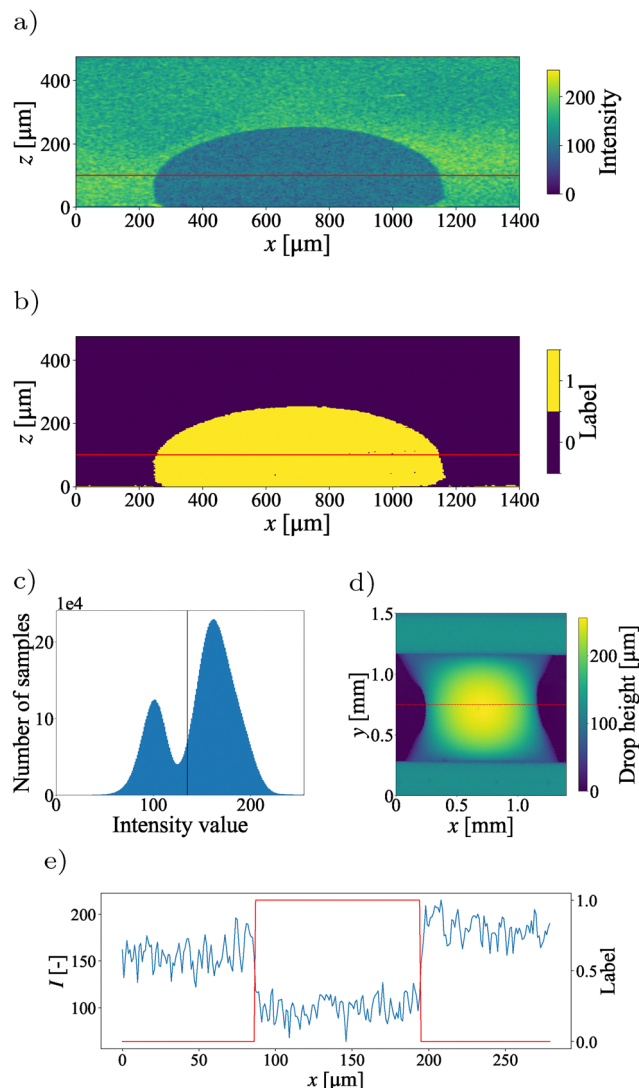 a)
400
200
0
z [µm]
0 200 400 600 800 1000 1200 1400
x [µm]
200
100
0
Intensity
b)
400
200
0
z [µm]
0 200 400 600 800 1000 1200 1400
x [µm]
1
0
Label
c)
1e4
20
10
0
Number of samples
0 100 200
Intensity value
d)
1.5
1.0
0.5
0
y [mm]
0 0.5 1.0
x [mm]
200
100
0
Drop height [µm]
e)
200
150
100
I [-]
0 50 100 150 200 250
x [µm]
1.0
0.5
0.0
Label